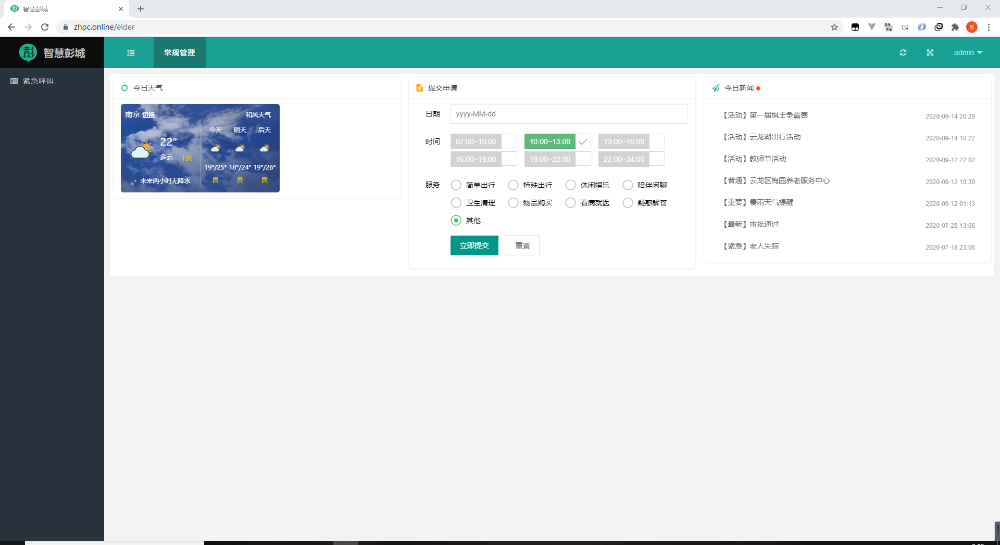 智慧彭城
zhpc.online/elder
彭 智慧彭城
常规管理
admin
紧急呼叫
今日天气
南京 切换 和风天气
今天 明天 后天
22°
多云 良
19°/25° 18°/24° 19°/26°
未来两小时无降水 良 良 良
提交申请
日期 yyyy-MM-dd
时间 07:00~10:00 10:00~13:00 13:00~16:00
16:00~19:00 19:00~22:00 22:00~24:00
服务 简单出行 特殊出行 休闲娱乐 陪伴闲聊
卫生清理 物品购买 看病就医 疑惑解答
其他
立即提交 重置
今日新闻
【活动】第一届棋王争霸赛 2020-09-14 20:29
【活动】云龙湖出行活动 2020-09-14 10:22
【活动】教师节活动 2020-09-12 22:02
【普通】云龙区梅园养老服务中心 2020-09-12 10:30
【重要】暴雨天气提醒 2020-09-12 01:13
【最新】审批通过 2020-07-28 13:06
【紧急】老人失踪 2020-07-18 23:06